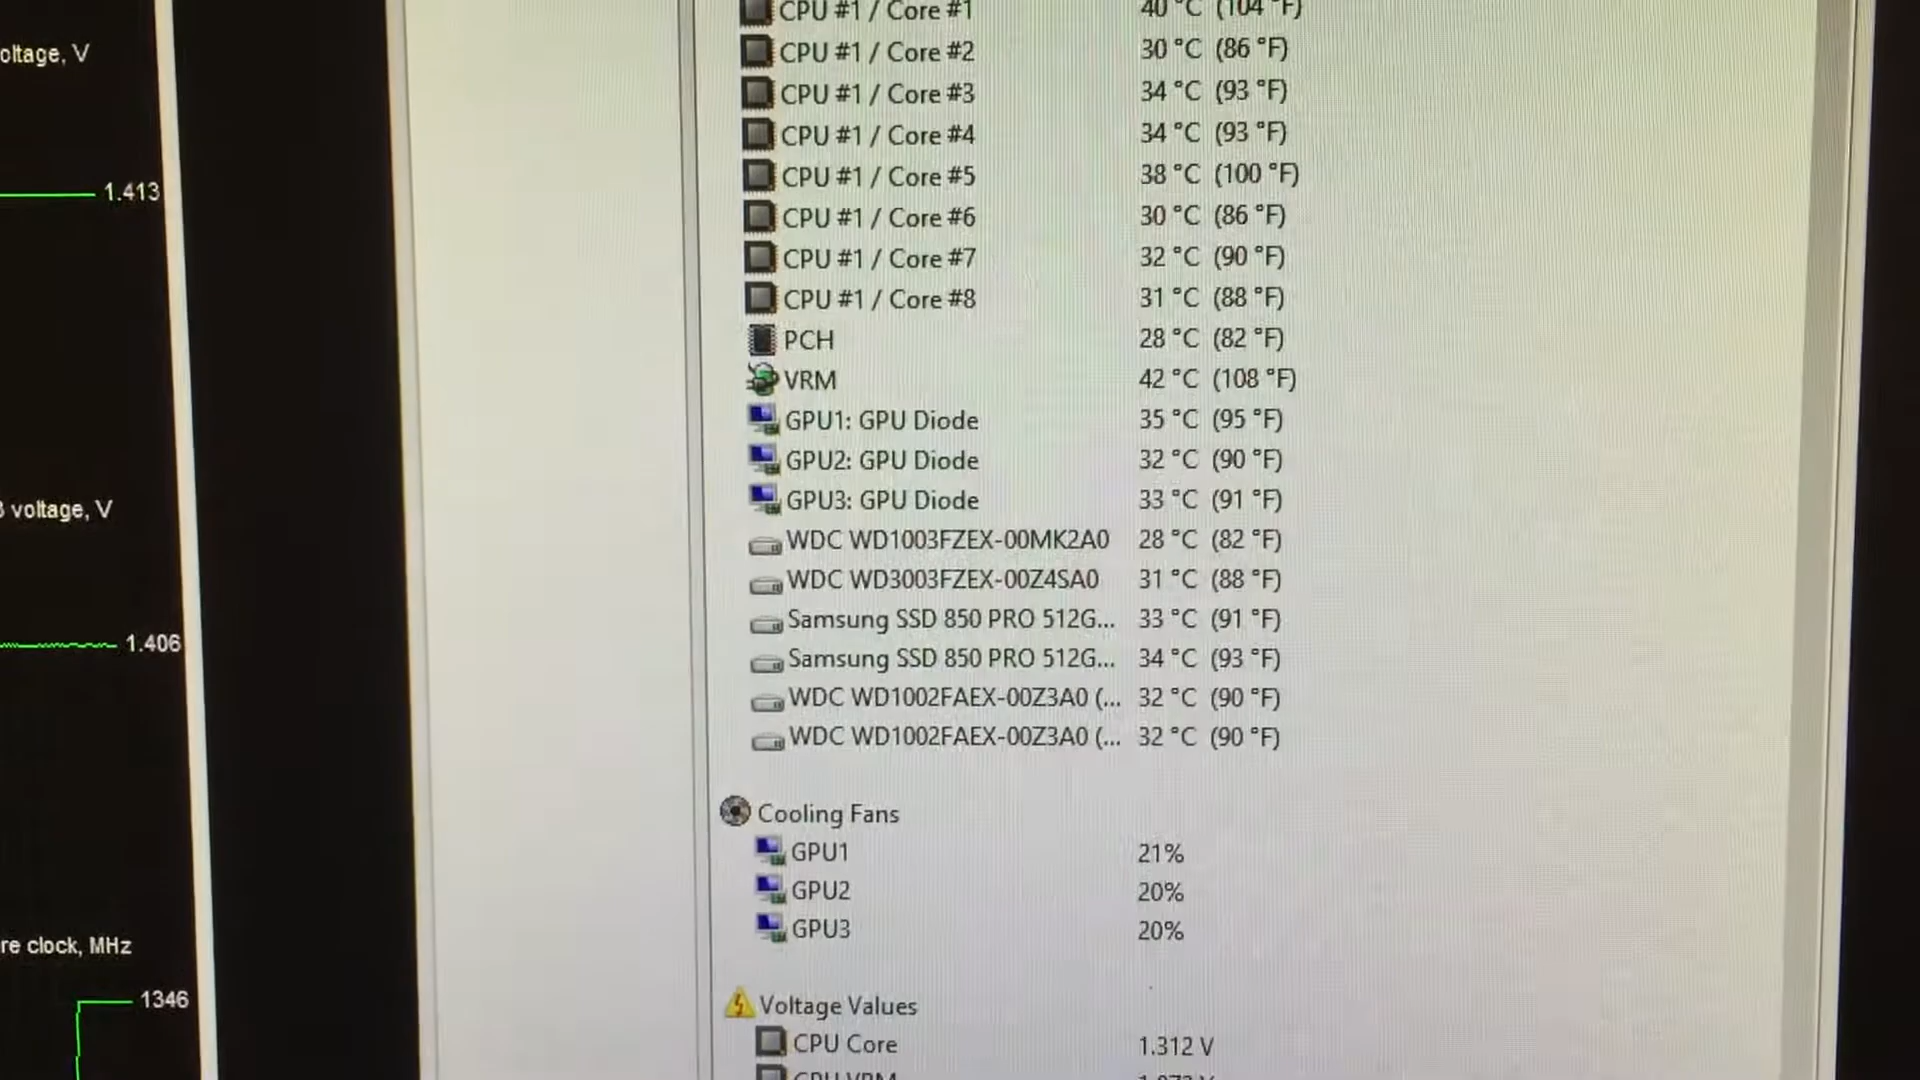 oltage, V
1.413
voltage, V
1.406
re clock, MHz
1346
CPU #1 / Core #1 40 °C (104 °F)
CPU #1 / Core #2 30 °C (86 °F)
CPU #1 / Core #3 34 °C (93 °F)
CPU #1 / Core #4 34 °C (93 °F)
CPU #1 / Core #5 38 °C (100 °F)
CPU #1 / Core #6 30 °C (86 °F)
CPU #1 / Core #7 32 °C (90 °F)
CPU #1 / Core #8 31 °C (88 °F)
PCH 28 °C (82 °F)
VRM 42 °C (108 °F)
GPU1: GPU Diode 35 °C (95 °F)
GPU2: GPU Diode 32 °C (90 °F)
GPU3: GPU Diode 33 °C (91 °F)
WDC WD1003FZEX-00MK2A0 28 °C (82 °F)
WDC WD3003FZEX-00Z4SA0 31 °C (88 °F)
Samsung SSD 850 PRO 512G... 33 °C (91 °F)
Samsung SSD 850 PRO 512G... 34 °C (93 °F)
WDC WD1002FAEX-00Z3A0 (... 32 °C (90 °F)
WDC WD1002FAEX-00Z3A0 (... 32 °C (90 °F)
Cooling Fans
GPU1 21%
GPU2 20%
GPU3 20%
Voltage Values
CPU Core 1.312 V